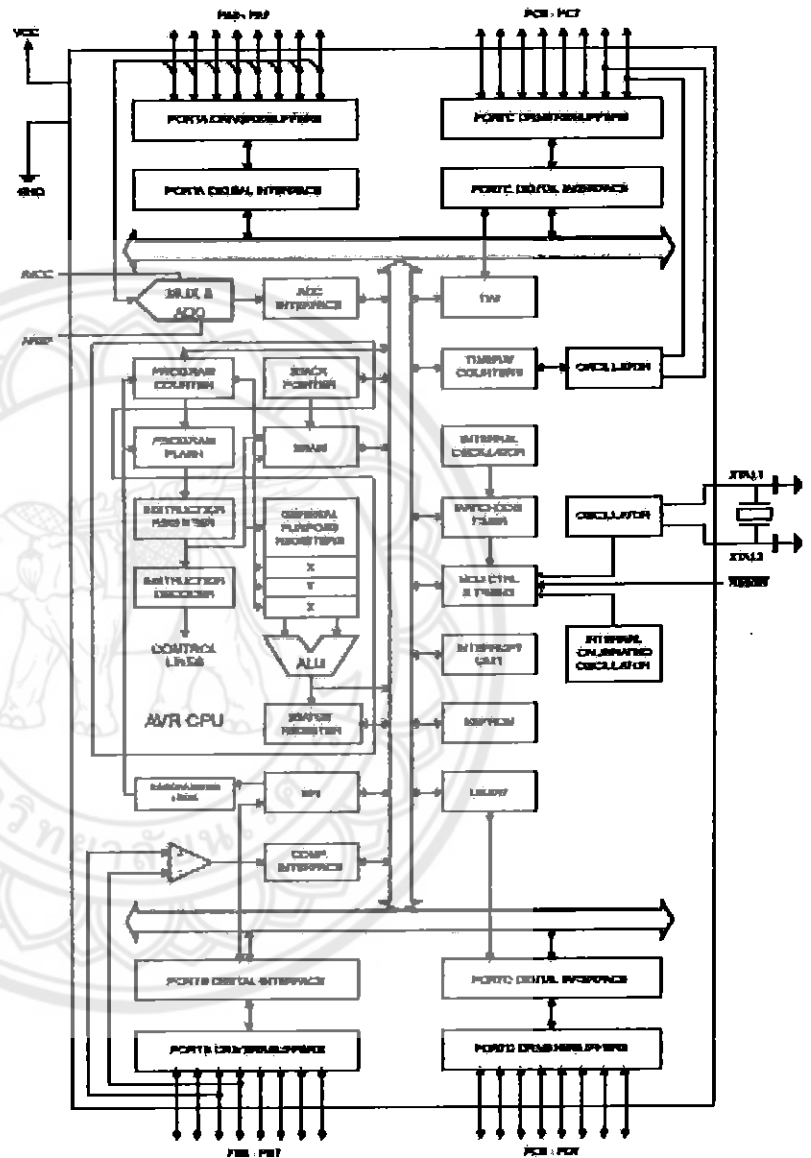 VCC
PA0 - PA7
PC0 - PC7
PORTA DRIVERS/BUFFERS
PORTC DRIVERS/BUFFERS
GND
PORTA DIGITAL INTERFACE
PORTC DIGITAL INTERFACE
AVCC
MUX &
ADC
ADC
INTERFACE
TWI
AREF
PROGRAM
COUNTER
STACK
POINTER
TIMERS/
COUNTERS
OSCILLATOR
PROGRAM
FLASH
SRAM
INTERNAL
OSCILLATOR
XTAL1
INSTRUCTION
REGISTER
GENERAL
PURPOSE
REGISTERS
WATCHDOG
TIMER
OSCILLATOR
X
XTAL2
INSTRUCTION
DECODER
Y
MCU CTRL.
& TIMING
RESET
CONTROL
LINES
ALU
INTERRUPT
UNIT
INTERNAL
CALIBRATED
OSCILLATOR
AVR CPU
STATUS
REGISTER
EEPROM
SPI
USART
COMP.
INTERFACE
PORTB DIGITAL INTERFACE
PORTD DIGITAL INTERFACE
PORTB DRIVERS/BUFFERS
PORTD DRIVERS/BUFFERS
PB0 - PB7
PD0 - PD7